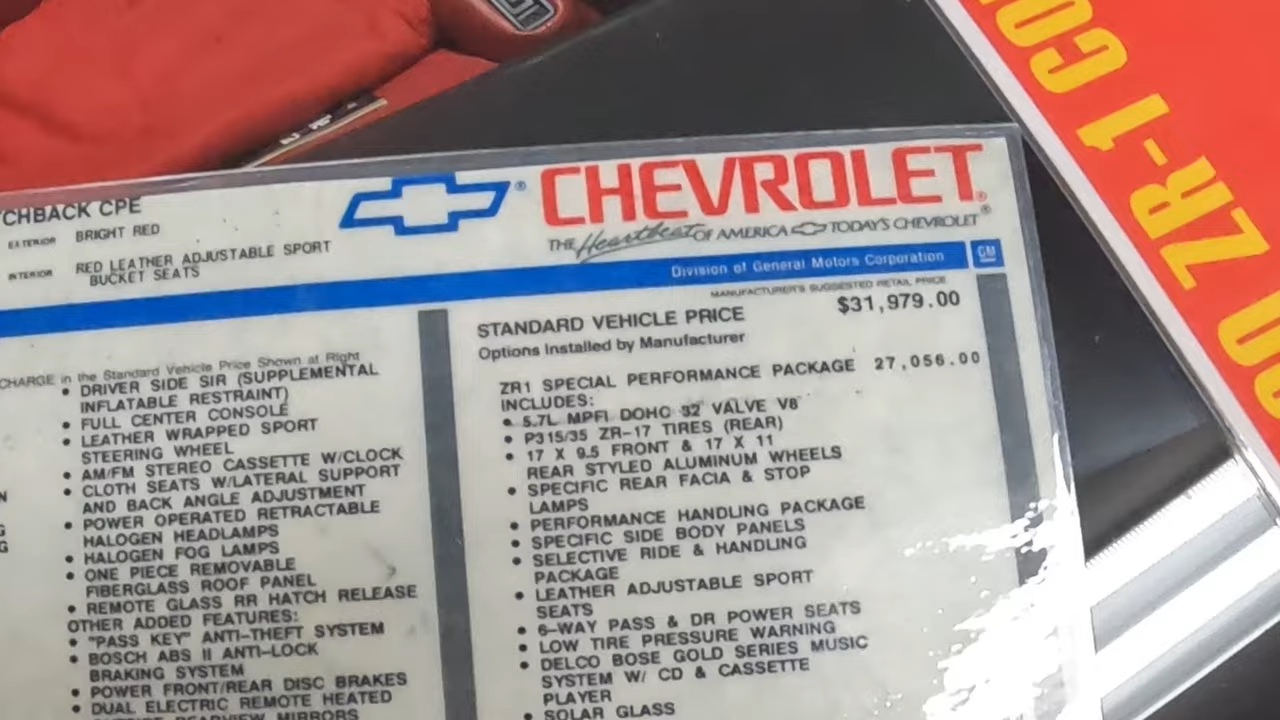 ZR-1 CO
TCHBACK CPE
EXTERIOR BRIGHT RED
INTERIOR RED LEATHER ADJUSTABLE SPORT
BUCKET SEATS
® CHEVROLET®
THE Heartbeat OF AMERICA TODAY'S CHEVROLET®
Division of General Motors Corporation GM
CHARGE in the Standard Vehicle Price Shown at Right
• DRIVER SIDE SIR (SUPPLEMENTAL
INFLATABLE RESTRAINT)
• FULL CENTER CONSOLE
• LEATHER WRAPPED SPORT
STEERING WHEEL
• AM/FM STEREO CASSETTE W/CLOCK
• CLOTH SEATS W/LATERAL SUPPORT
AND BACK ANGLE ADJUSTMENT
• POWER OPERATED RETRACTABLE
HALOGEN HEADLAMPS
• HALOGEN FOG LAMPS
• ONE PIECE REMOVABLE
FIBERGLASS ROOF PANEL
• REMOTE GLASS RR HATCH RELEASE
OTHER ADDED FEATURES:
• "PASS KEY" ANTI-THEFT SYSTEM
• BOSCH ABS II ANTI-LOCK
BRAKING SYSTEM
• POWER FRONT/REAR DISC BRAKES
• DUAL ELECTRIC REMOTE HEATED
OUTSIDE REARVIEW MIRRORS
MANUFACTURER'S SUGGESTED RETAIL PRICE
STANDARD VEHICLE PRICE $31,979.00
Options Installed by Manufacturer
ZR1 SPECIAL PERFORMANCE PACKAGE 27,056.00
INCLUDES:
• 5.7L MPFI DOHC 32 VALVE V8
• P315/35 ZR-17 TIRES (REAR)
• 17 X 9.5 FRONT & 17 X 11
REAR STYLED ALUMINUM WHEELS
• SPECIFIC REAR FACIA & STOP
LAMPS
• PERFORMANCE HANDLING PACKAGE
• SPECIFIC SIDE BODY PANELS
• SELECTIVE RIDE & HANDLING
PACKAGE
• LEATHER ADJUSTABLE SPORT
SEATS
• 6-WAY PASS & DR POWER SEATS
• LOW TIRE PRESSURE WARNING
• DELCO BOSE GOLD SERIES MUSIC
SYSTEM W/ CD & CASSETTE
PLAYER
• SOLAR GLASS